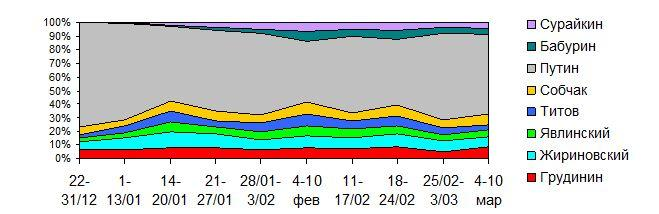 100%
90%
80%
70%
60%
50%
40%
30%
20%
10%
0%
22-
31/12
1-
13/01
14-
20/01
21-
27/01
28/01-
3/02
4-10
фев
11-
17/02
18-
24/02
25/02-
3/03
4-10
мар
Сурайкин
Бабурин
Путин
Собчак
Титов
Явлинский
Жириновский
Грудинин